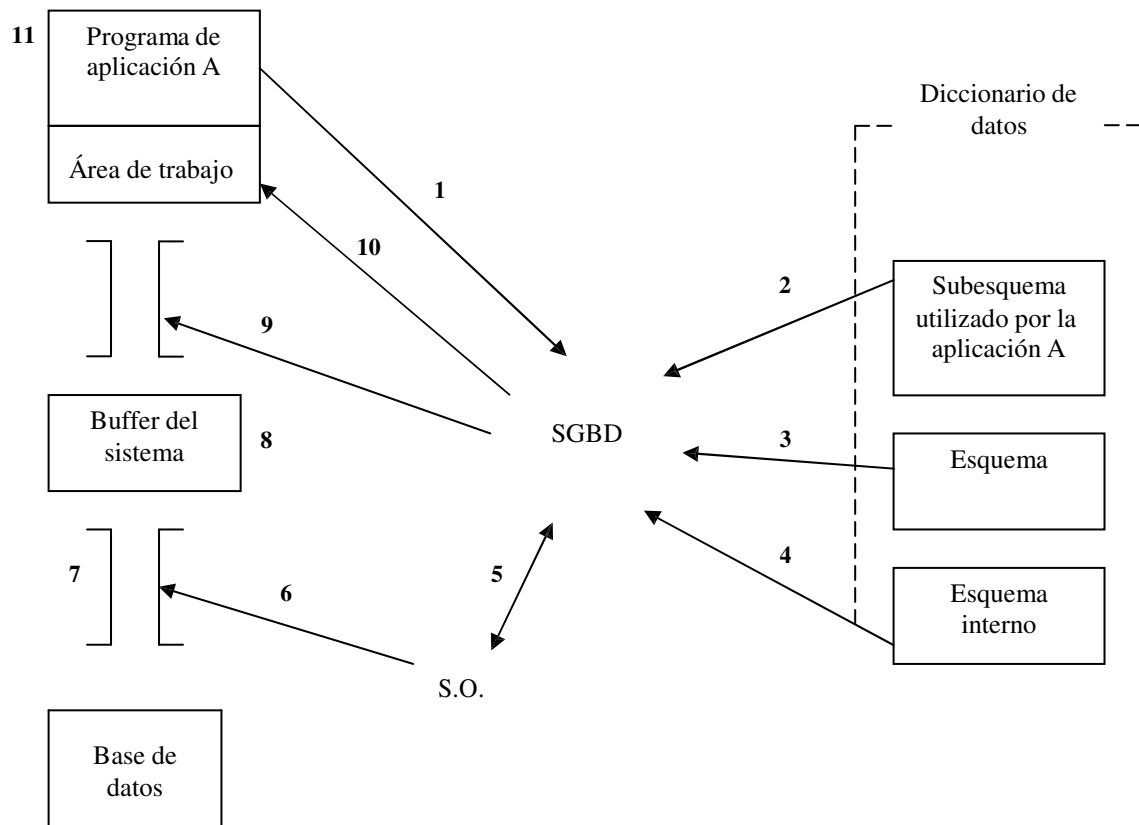 11
Programa de
aplicación A
Área de trabajo
Diccionario de
datos
1
10
2
Subesquema
utilizado por la
aplicación A
9
Buffer del
sistema
8
SGBD
3
Esquema
4
7
6
5
Esquema
interno
S.O.
Base de
datos